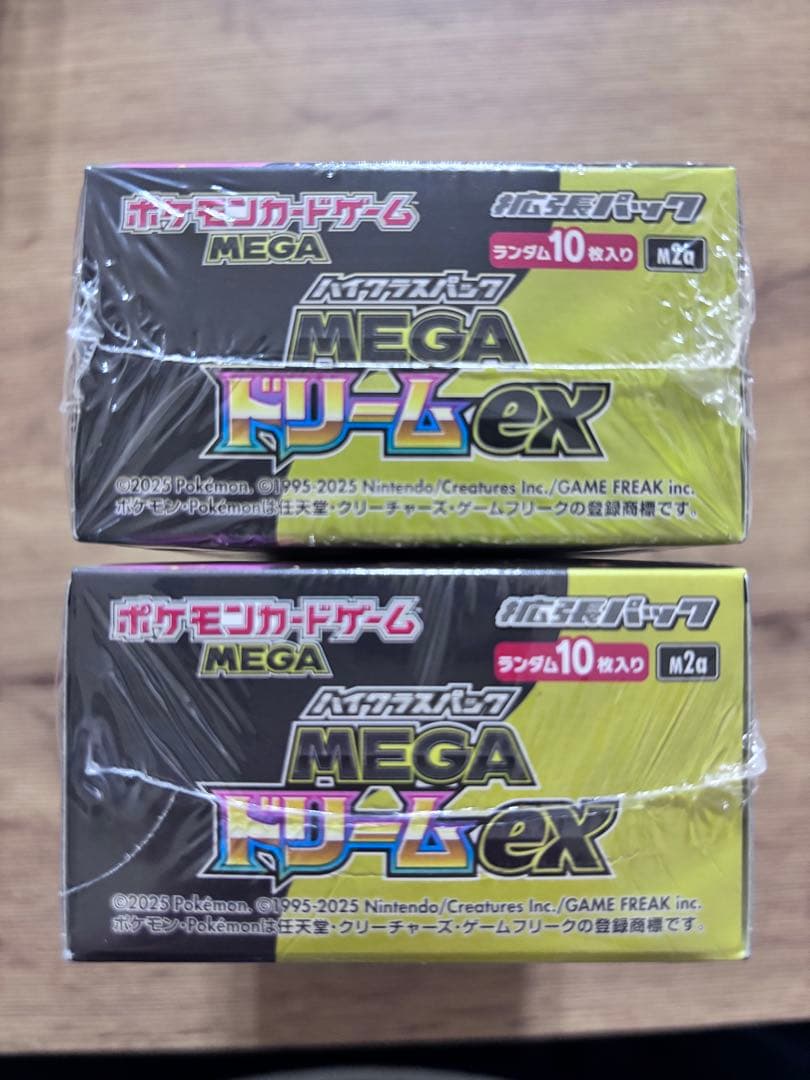 ポケモンカードゲーム
MEGA
拡張パック
ランダム10枚入り
M2a
ハイクラスパック
MEGA
ドリームex
©2025 Pokémon. ©1995-2025 Nintendo/Creatures Inc./GAME FREAK inc.
ポケモン・Pokémonは任天堂・クリーチャーズ・ゲームフリークの登録商標です。
ポケモンカードゲーム
MEGA
拡張パック
ランダム10枚入り
M2a
ハイクラスパック
MEGA
ドリームex
©2025 Pokémon. ©1995-2025 Nintendo/Creatures Inc./GAME FREAK inc.
ポケモン・Pokémonは任天堂・クリーチャーズ・ゲームフリークの登録商標です。